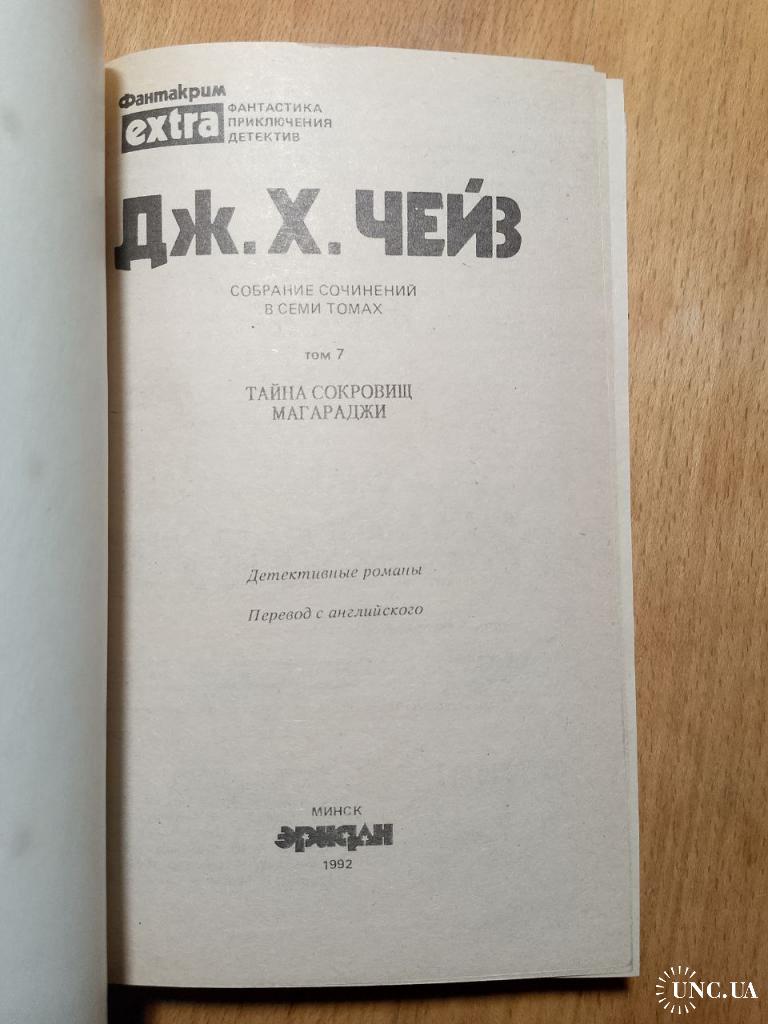 Фантакрим
extra
ФАНТАСТИКА
ПРИКЛЮЧЕНИЯ
ДЕТЕКТИВ
ДЖ. Х. ЧЕЙЗ
СОБРАНИЕ СОЧИНЕНИЙ
В СЕМИ ТОМАХ
том 7
ТАЙНА СОКРОВИЩ
МАГАРАДЖИ
Детективные романы
Перевод с английского
МИНСК
эридан
1992
UNC.UA